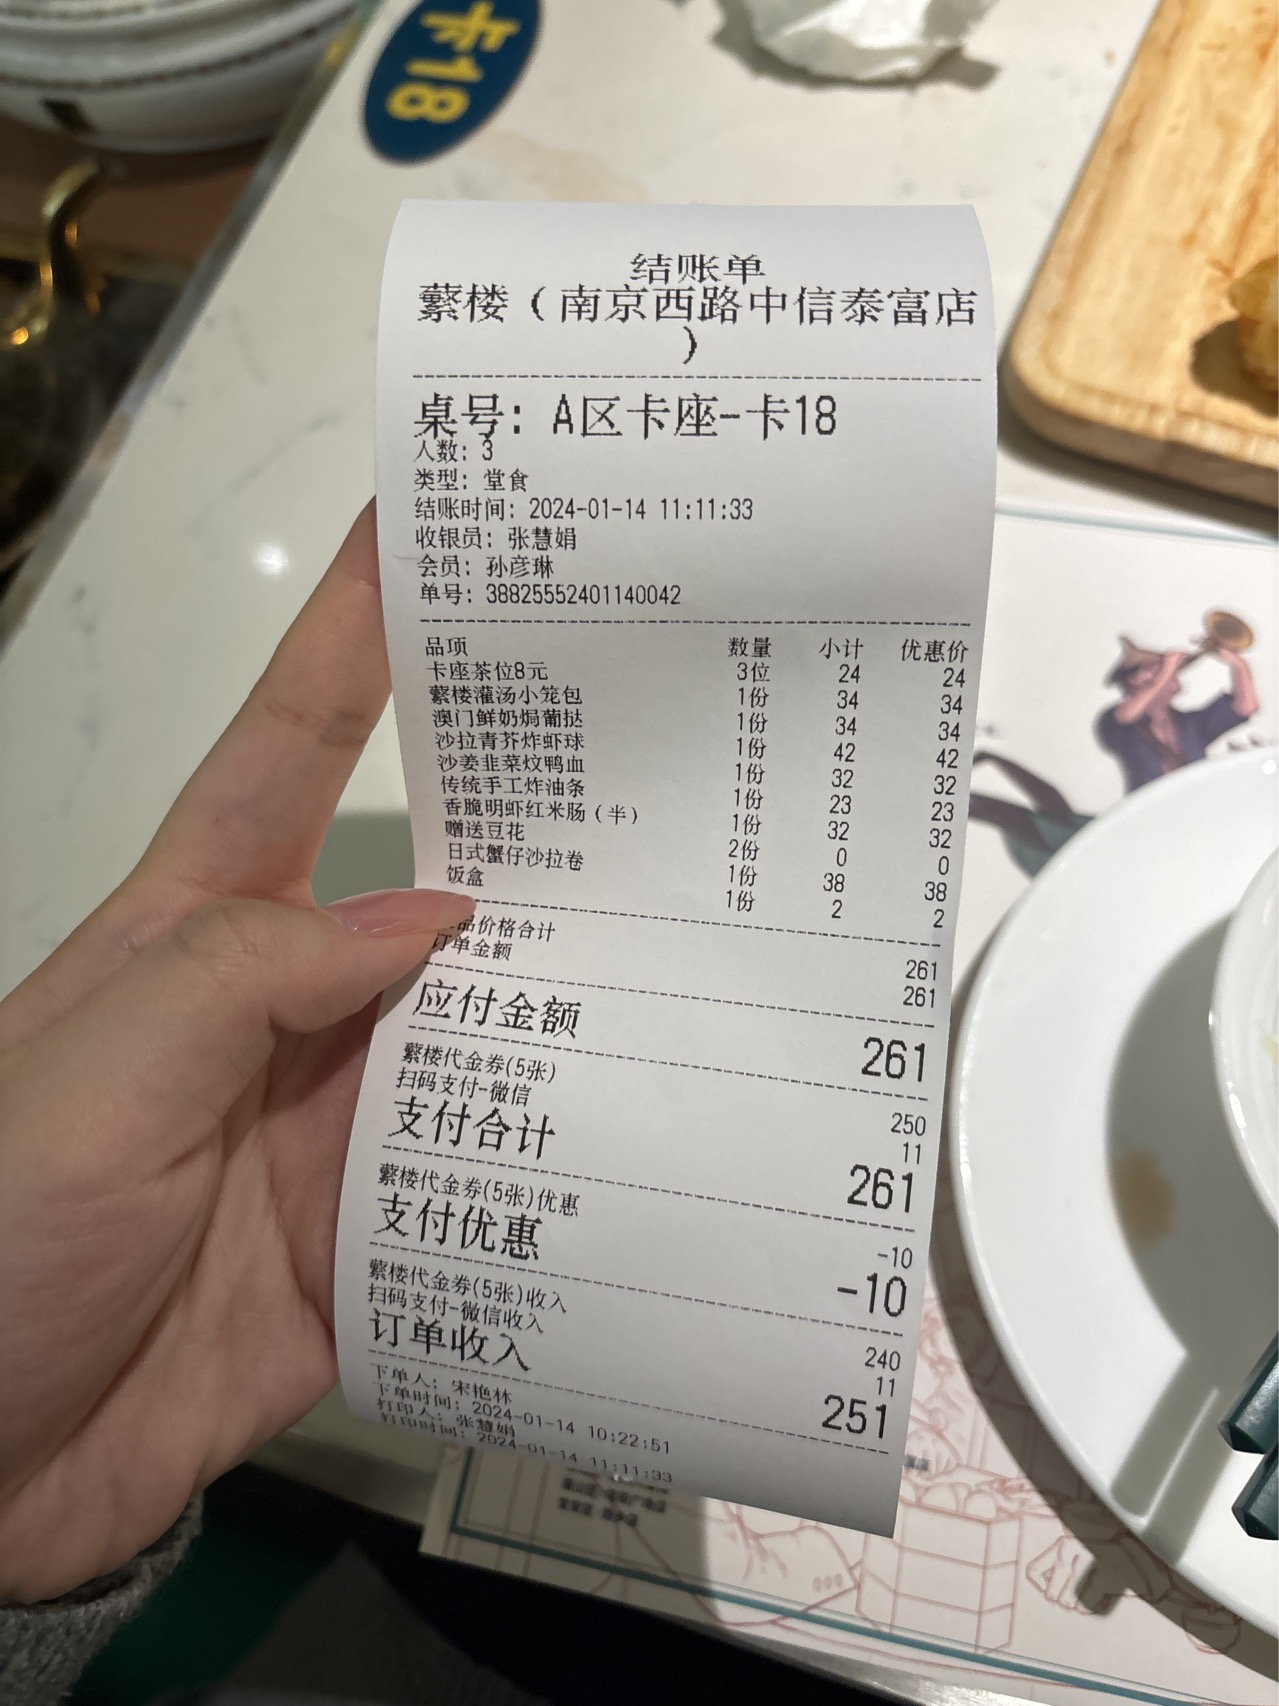 卡18
结账单
蘩楼（南京西路中信泰富店
）
桌号: A区卡座-卡18
人数: 3
类型: 堂食
结账时间: 2024-01-14 11:11:33
收银员: 张慧娟
会员: 孙彦琳
单号: 388255552401140042
品项 数量 小计 优惠价
卡座茶位8元 3位 24 24
蘩楼灌汤小笼包 1份 34 34
澳门鲜奶焗葡挞 1份 34 34
沙拉青芥炸虾球 1份 42 42
沙姜韭菜炆鸭血 1份 32 32
传统手工炸油条 1份 23 23
香脆明虾红米肠（半） 1份 32 32
赠送豆花 2份 0 0
日式蟹仔沙拉卷 1份 38 38
饭盒 1份 2 2
品价格合计 261
订单金额 261
应付金额 261
蘩楼代金券(5张) 250
扫码支付-微信 11
支付合计 261
蘩楼代金券(5张)优惠 -10
支付优惠 -10
蘩楼代金券(5张)收入 240
扫码支付-微信收入 11
订单收入 251
下单人: 宋艳林
下单时间: 2024-01-14 10:22:51
打印人: 张慧娟
打印时间: 2024-01-14 11:11:33